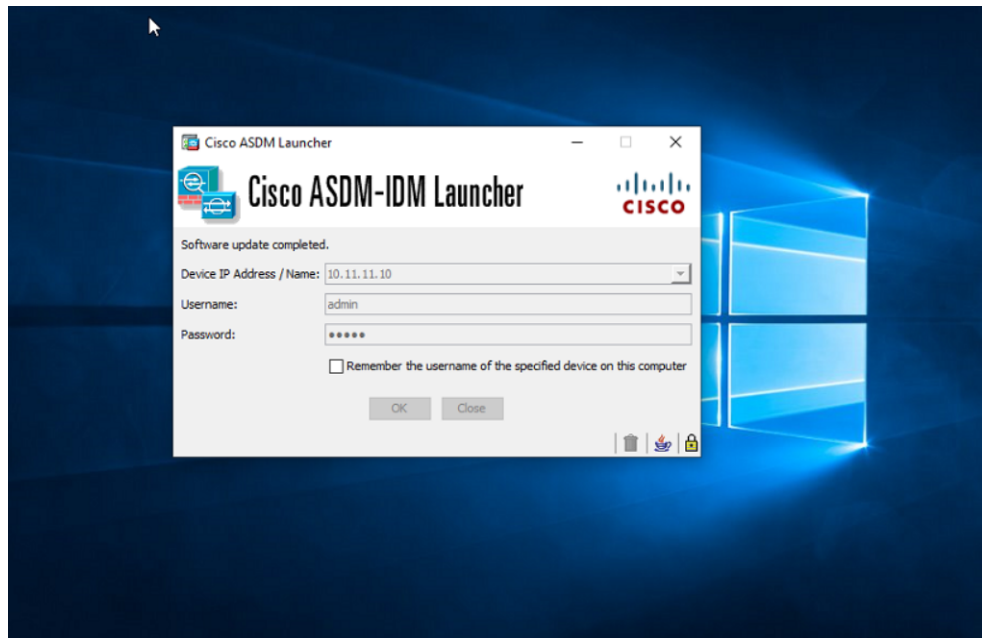 Cisco ASDM Launcher
Cisco ASDM-IDM Launcher
CISCO
Software update completed.
Device IP Address / Name: 10.11.11.10
Username: admin
Password: •••••
Remember the username of the specified device on this computer
OK Close